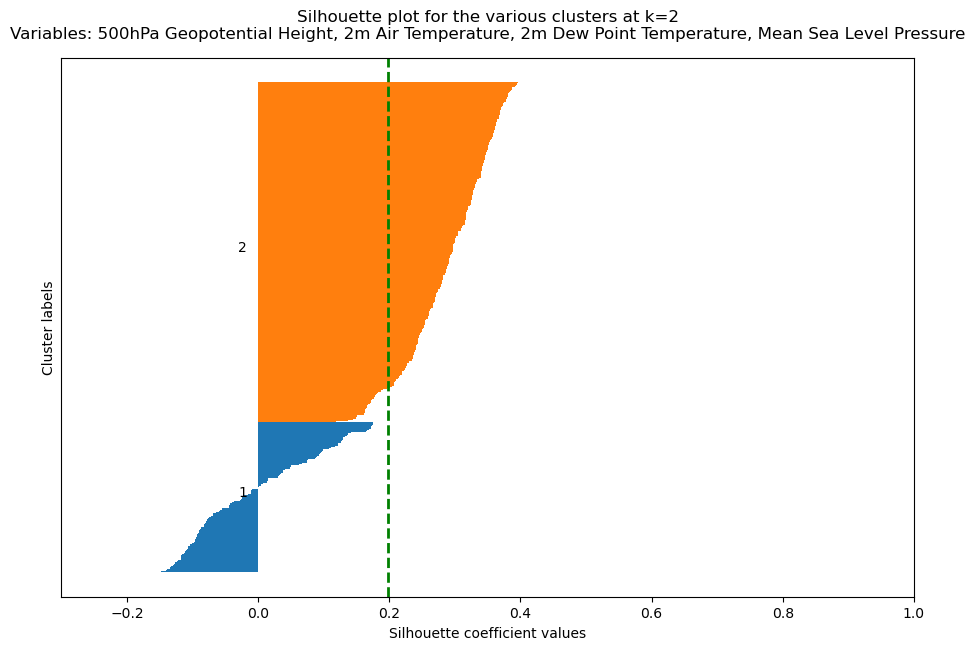 Silhouette plot for the various clusters at k=2
Variables: 500hPa Geopotential Height, 2m Air Temperature, 2m Dew Point Temperature, Mean Sea Level Pressure
Cluster labels
2
1
−0.2 0.0 0.2 0.4 0.6 0.8 1.0
Silhouette coefficient values